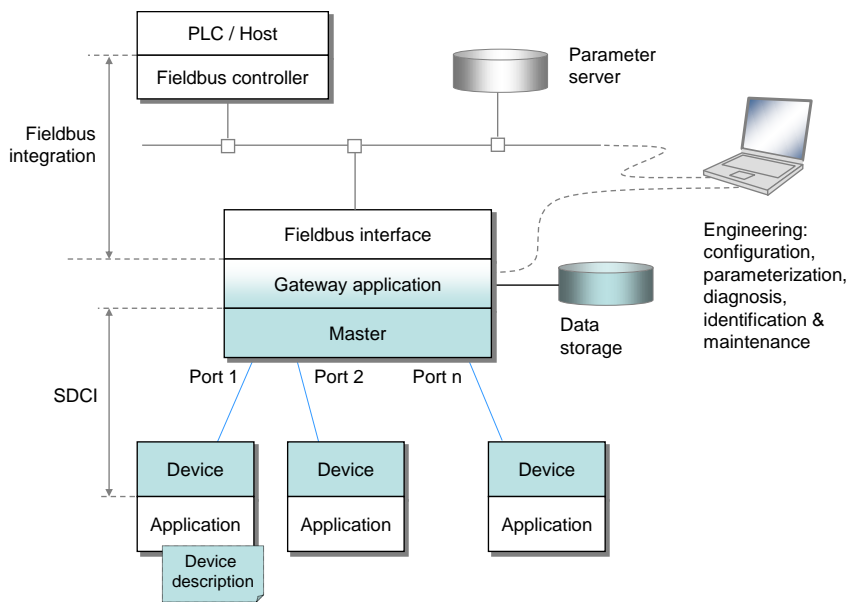 PLC / Host
Fieldbus controller
Parameter
server
Fieldbus
integration
Fieldbus interface
Gateway application
Master
Data
storage
Engineering:
configuration,
parameterization,
diagnosis,
identification &
maintenance
SDCI
Port 1
Port 2
Port n
Device
Device
Device
Application
Application
Application
Device
description